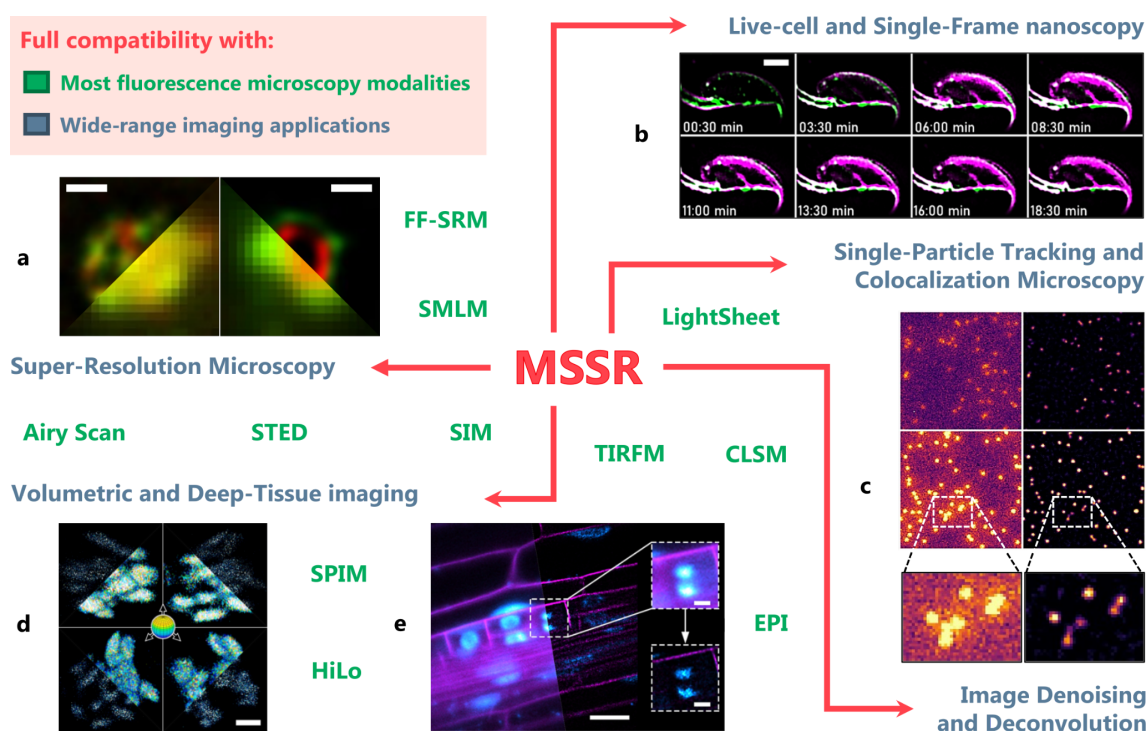 Full compatibility with:
Most fluorescence microscopy modalities
Wide-range imaging applications
Live-cell and Single-Frame nanoscopy
b
00:30 min
03:30 min
06:00 min
08:30 min
11:00 min
13:30 min
16:00 min
18:30 min
a
FF-SRM
SMLM
Single-Particle Tracking and
Colocalization Microscopy
LightSheet
MSSR
Super-Resolution Microscopy
Airy Scan
STED
SIM
TIRFM
CLSM
c
Volumetric and Deep-Tissue imaging
d
SPIM
HiLo
e
EPI
Image Denoising
and Deconvolution